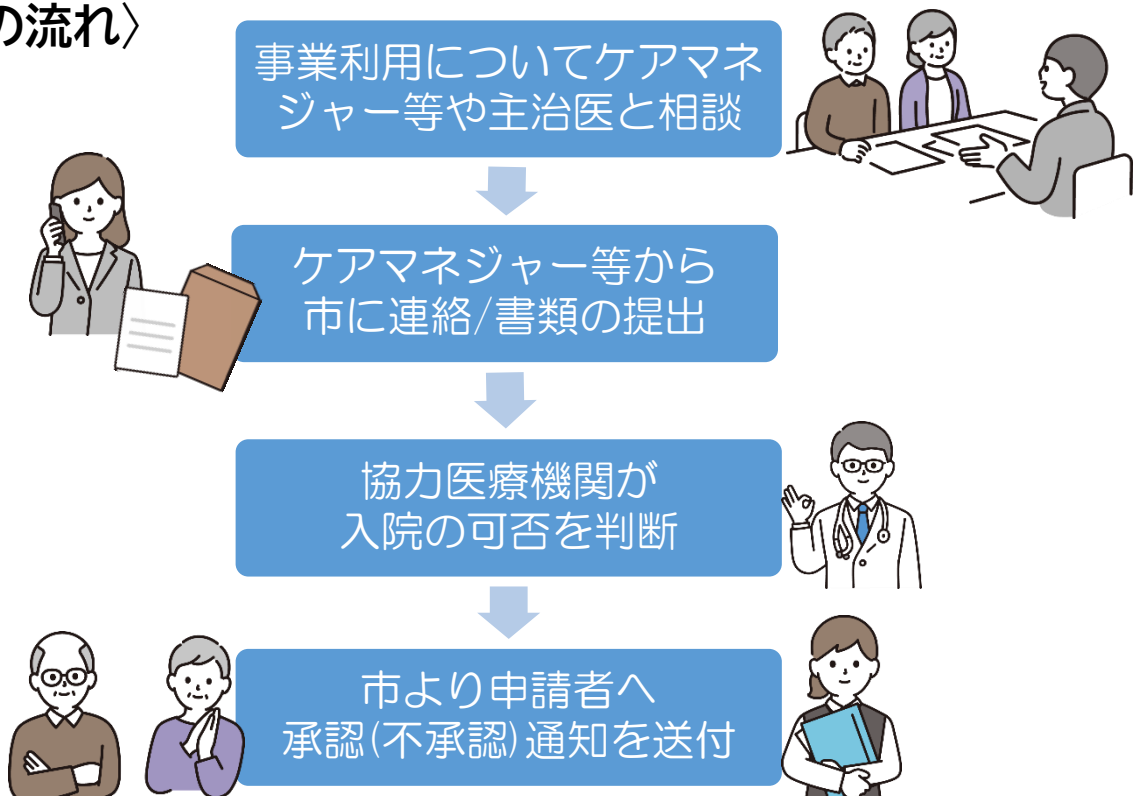 の流れ〉
事業利用についてケアマネ
ジャー等や主治医と相談
ケアマネジャー等から
市に連絡/書類の提出
協力医療機関が
入院の可否を判断
市より申請者へ
承認(不承認)通知を送付